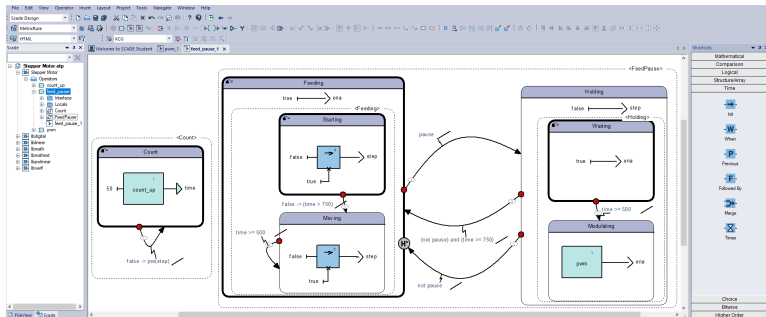 File Edit View Operator Insert Layout Project Tools Navigate Window Help
Scade Design
MetricRule
HTML
KCG
Scade
Welcome to SCADE Student
pwm_1
feed_pause_1
Stepper Motor.etp
Stepper Motor
Operators
count_up
feed_pause
Interface
Locals
Count
FeedPause
feed_pause_1
pwm
libdigital
liblinear
libmath
libmathext
libpwlinear
libverif
FileView
Scade
<Count>
Count
50
count_up
time
false -> pre(step)
<FeedPause>
Feeding
true
ena
<Feeding>
Starting
false
step
true
false -> (time > 750)
time >= 500
Moving
false
step
true
H*
pause
(not pause) and (time >= 750)
not pause
Holding
false
step
<Holding>
Waiting
true
ena
time >= 500
Modulating
pwm
ena
Shortcuts
Mathematical
Comparison
Logical
Structure/Array
Time
Init
W
When
P
Previous
F
Followed By
Merge
Times
Choice
Bitwise
Higher Order